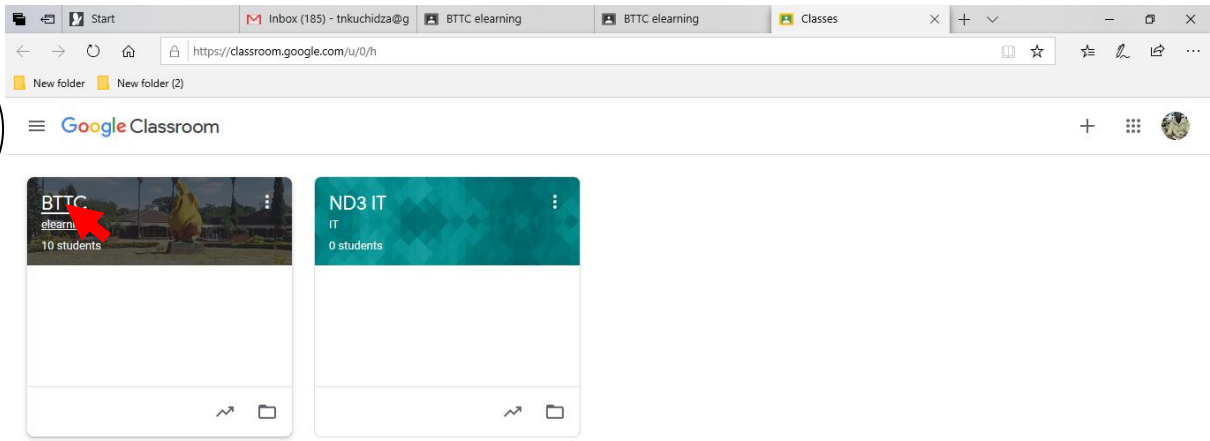 Start
Inbox (185) - tnkuchidza@g
BTTC elearning
BTTC elearning
Classes
https://classroom.google.com/u/0/h
New folder
New folder (2)
Google Classroom
BTTC
10 students
ND3 IT
IT
0 students